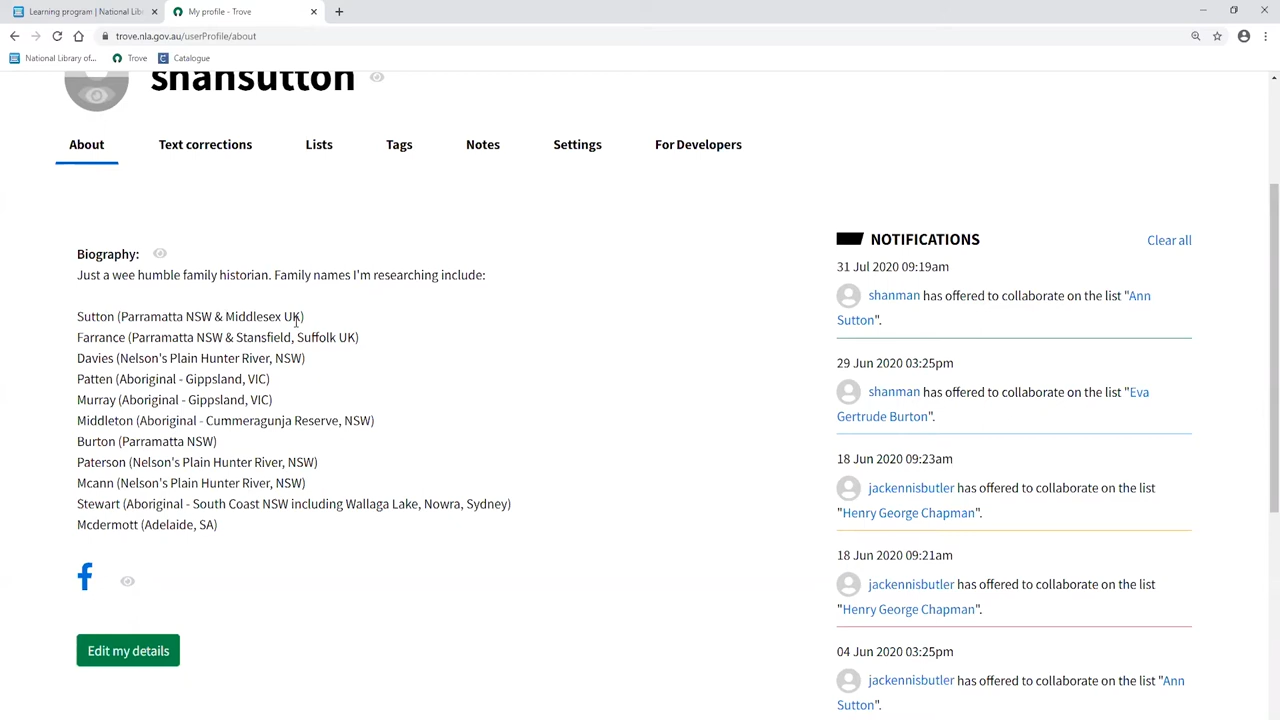 Learning program | National Lib
My profile - Trove
trove.nla.gov.au/userProfile/about
National Library of...
Trove
Catalogue
shansutton
About
Text corrections
Lists
Tags
Notes
Settings
For Developers
Biography:
Just a wee humble family historian. Family names I'm researching include:
Sutton (Parramatta NSW & Middlesex UK)
Farrance (Parramatta NSW & Stansfield, Suffolk UK)
Davies (Nelson's Plain Hunter River, NSW)
Patten (Aboriginal - Gippsland, VIC)
Murray (Aboriginal - Gippsland, VIC)
Middleton (Aboriginal - Cummeragunja Reserve, NSW)
Burton (Parramatta NSW)
Paterson (Nelson's Plain Hunter River, NSW)
Mcann (Nelson's Plain Hunter River, NSW)
Stewart (Aboriginal - South Coast NSW including Wallaga Lake, Nowra, Sydney)
Mcdermott (Adelaide, SA)
Edit my details
NOTIFICATIONS
Clear all
31 Jul 2020 09:19am
shanman has offered to collaborate on the list "Ann
Sutton".
29 Jun 2020 03:25pm
shanman has offered to collaborate on the list "Eva
Gertrude Burton".
18 Jun 2020 09:23am
jackennisbutler has offered to collaborate on the list
"Henry George Chapman".
18 Jun 2020 09:21am
jackennisbutler has offered to collaborate on the list
"Henry George Chapman".
04 Jun 2020 03:25pm
jackennisbutler has offered to collaborate on the list "Ann
Sutton".